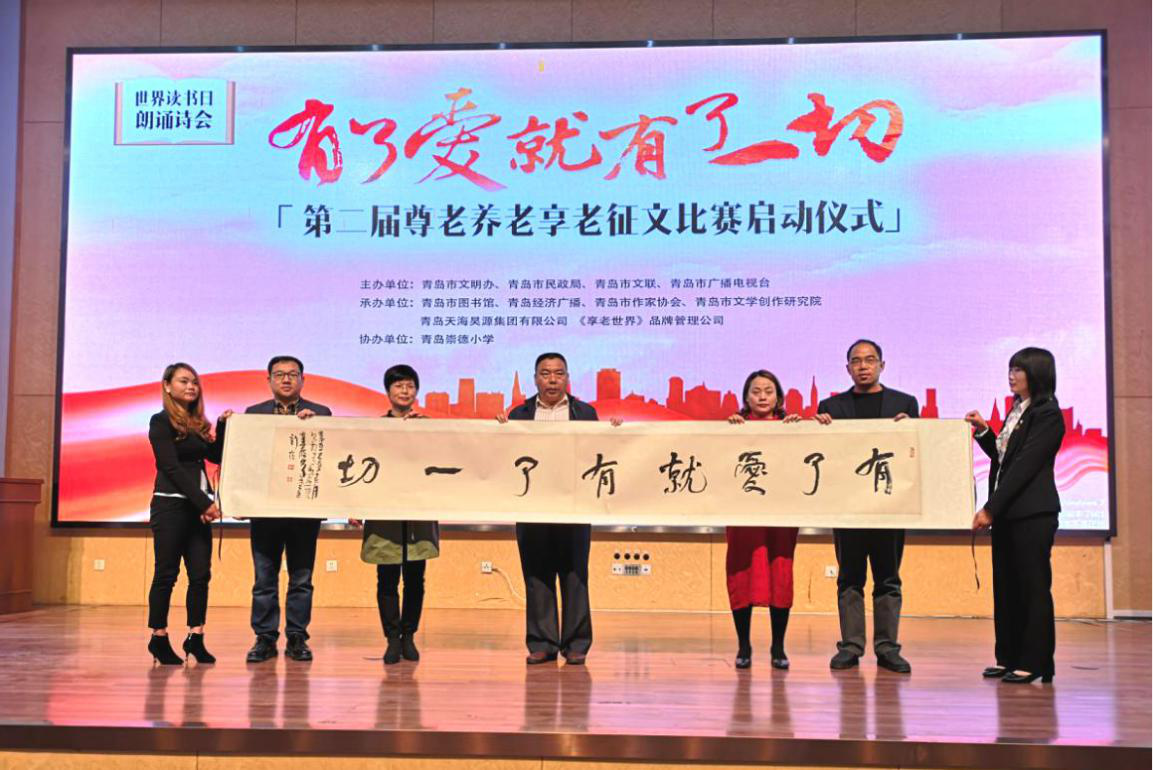 世界读书日
朗诵诗会
有了爱就有了一切
「第二届尊老养老享老征文比赛启动仪式」
主办单位：青岛市文明办、青岛市民政局、青岛市文联、青岛市广播电视台
承办单位：青岛市图书馆、青岛经济广播、青岛市作家协会、青岛市文学创作研究院
青岛天海昊源集团有限公司 《享老世界》品牌管理公司
协办单位：青岛崇德小学
有了愛就有了一切